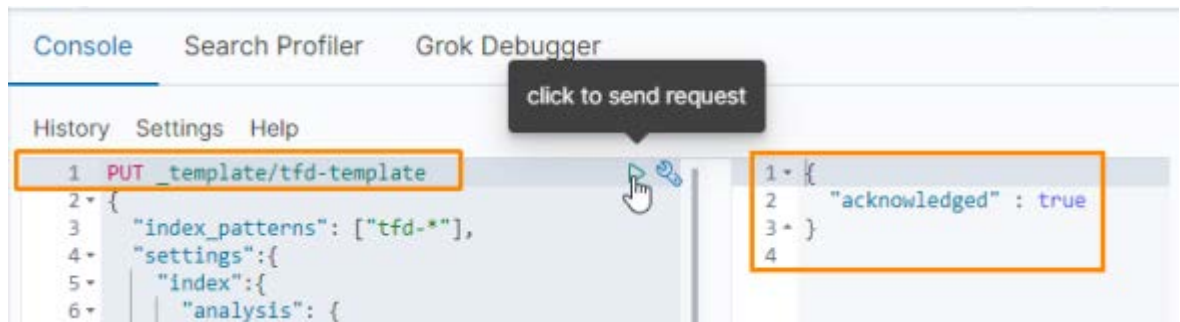 Console Search Profiler Grok Debugger
click to send request
History Settings Help
1 PUT _template/tfd-template
2 {
3 "index_patterns": ["tfd-*"],
4 "settings":{
5 "index":{
6 "analysis": {
1 {
2 "acknowledged" : true
3 }
4